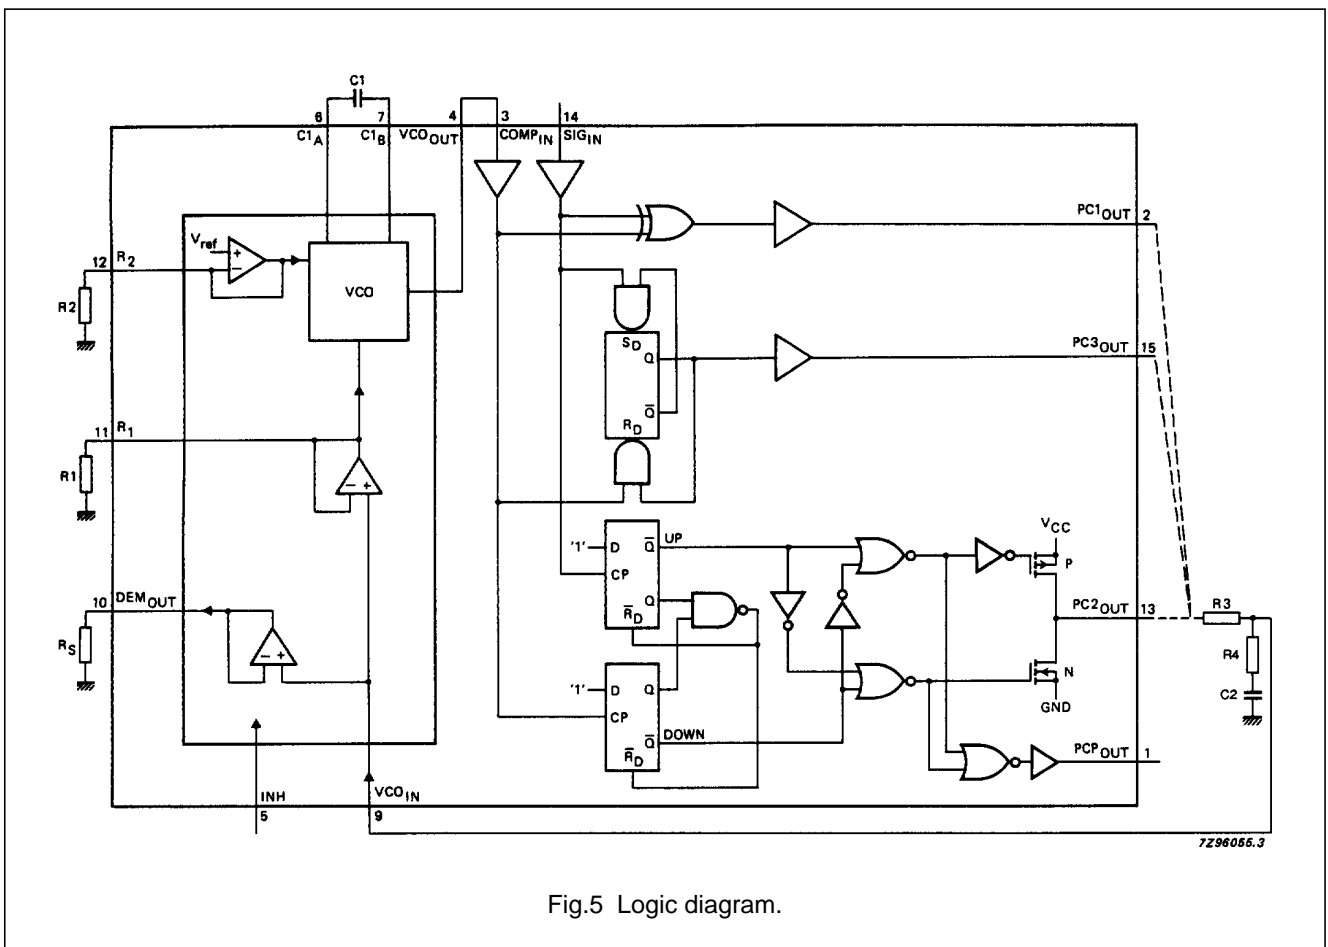 C1
6 7 4 3 14
C1A C1B VCOOUT COMPIN SIGIN
PC1OUT 2
Vref
+
−
12 R2
VCO
R2
SD
Q
PC3OUT 15
Q̅
RD
11 R1
R1
− +
'1' D Q̅ UP
CP
VCC
P
10 DEMOUT
Q
R̅D
PC2OUT 13
R3
RS
− +
R4
'1' D Q
N
C2
CP
GND
DOWN
Q̅
R̅D
PCPOUT 1
INH
VCOIN
5
9
7Z96055.3
Fig.5 Logic diagram.